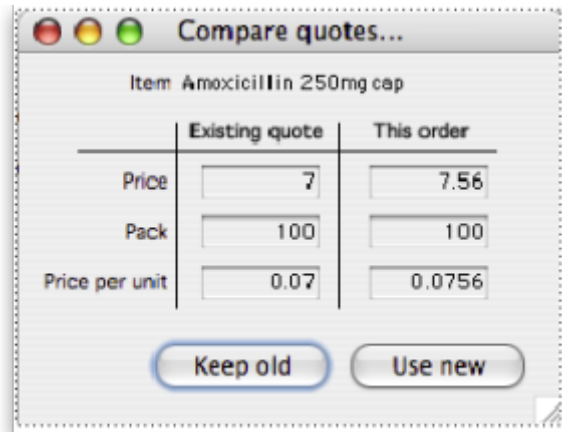 Compare quotes...
Item Amoxicillin 250mg cap
Existing quote This order
Price 7 7.56
Pack 100 100
Price per unit 0.07 0.0756
Keep old Use new